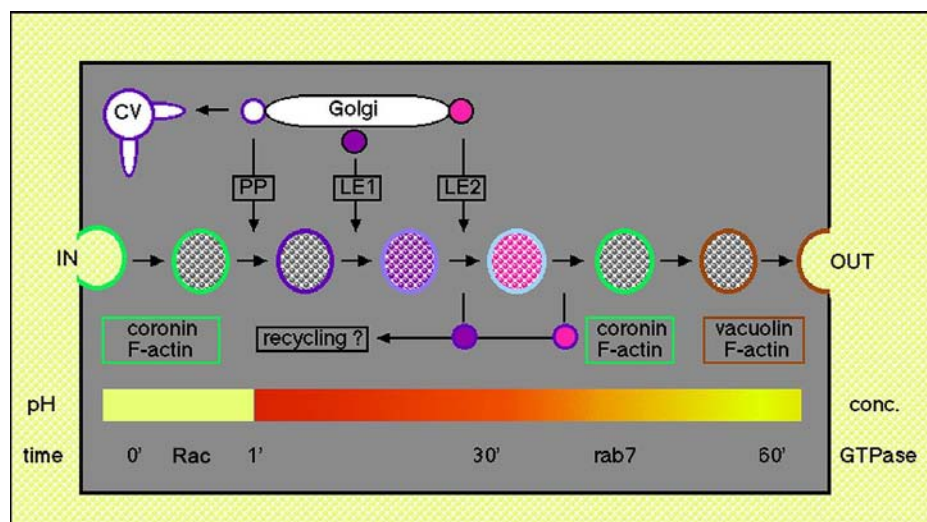 CV
Golgi
PP
LE1
LE2
IN
OUT
coronin
F-actin
recycling ?
coronin
F-actin
vacuolin
F-actin
pH
conc.
time
0'
Rac
1'
30'
rab7
60'
GTPase